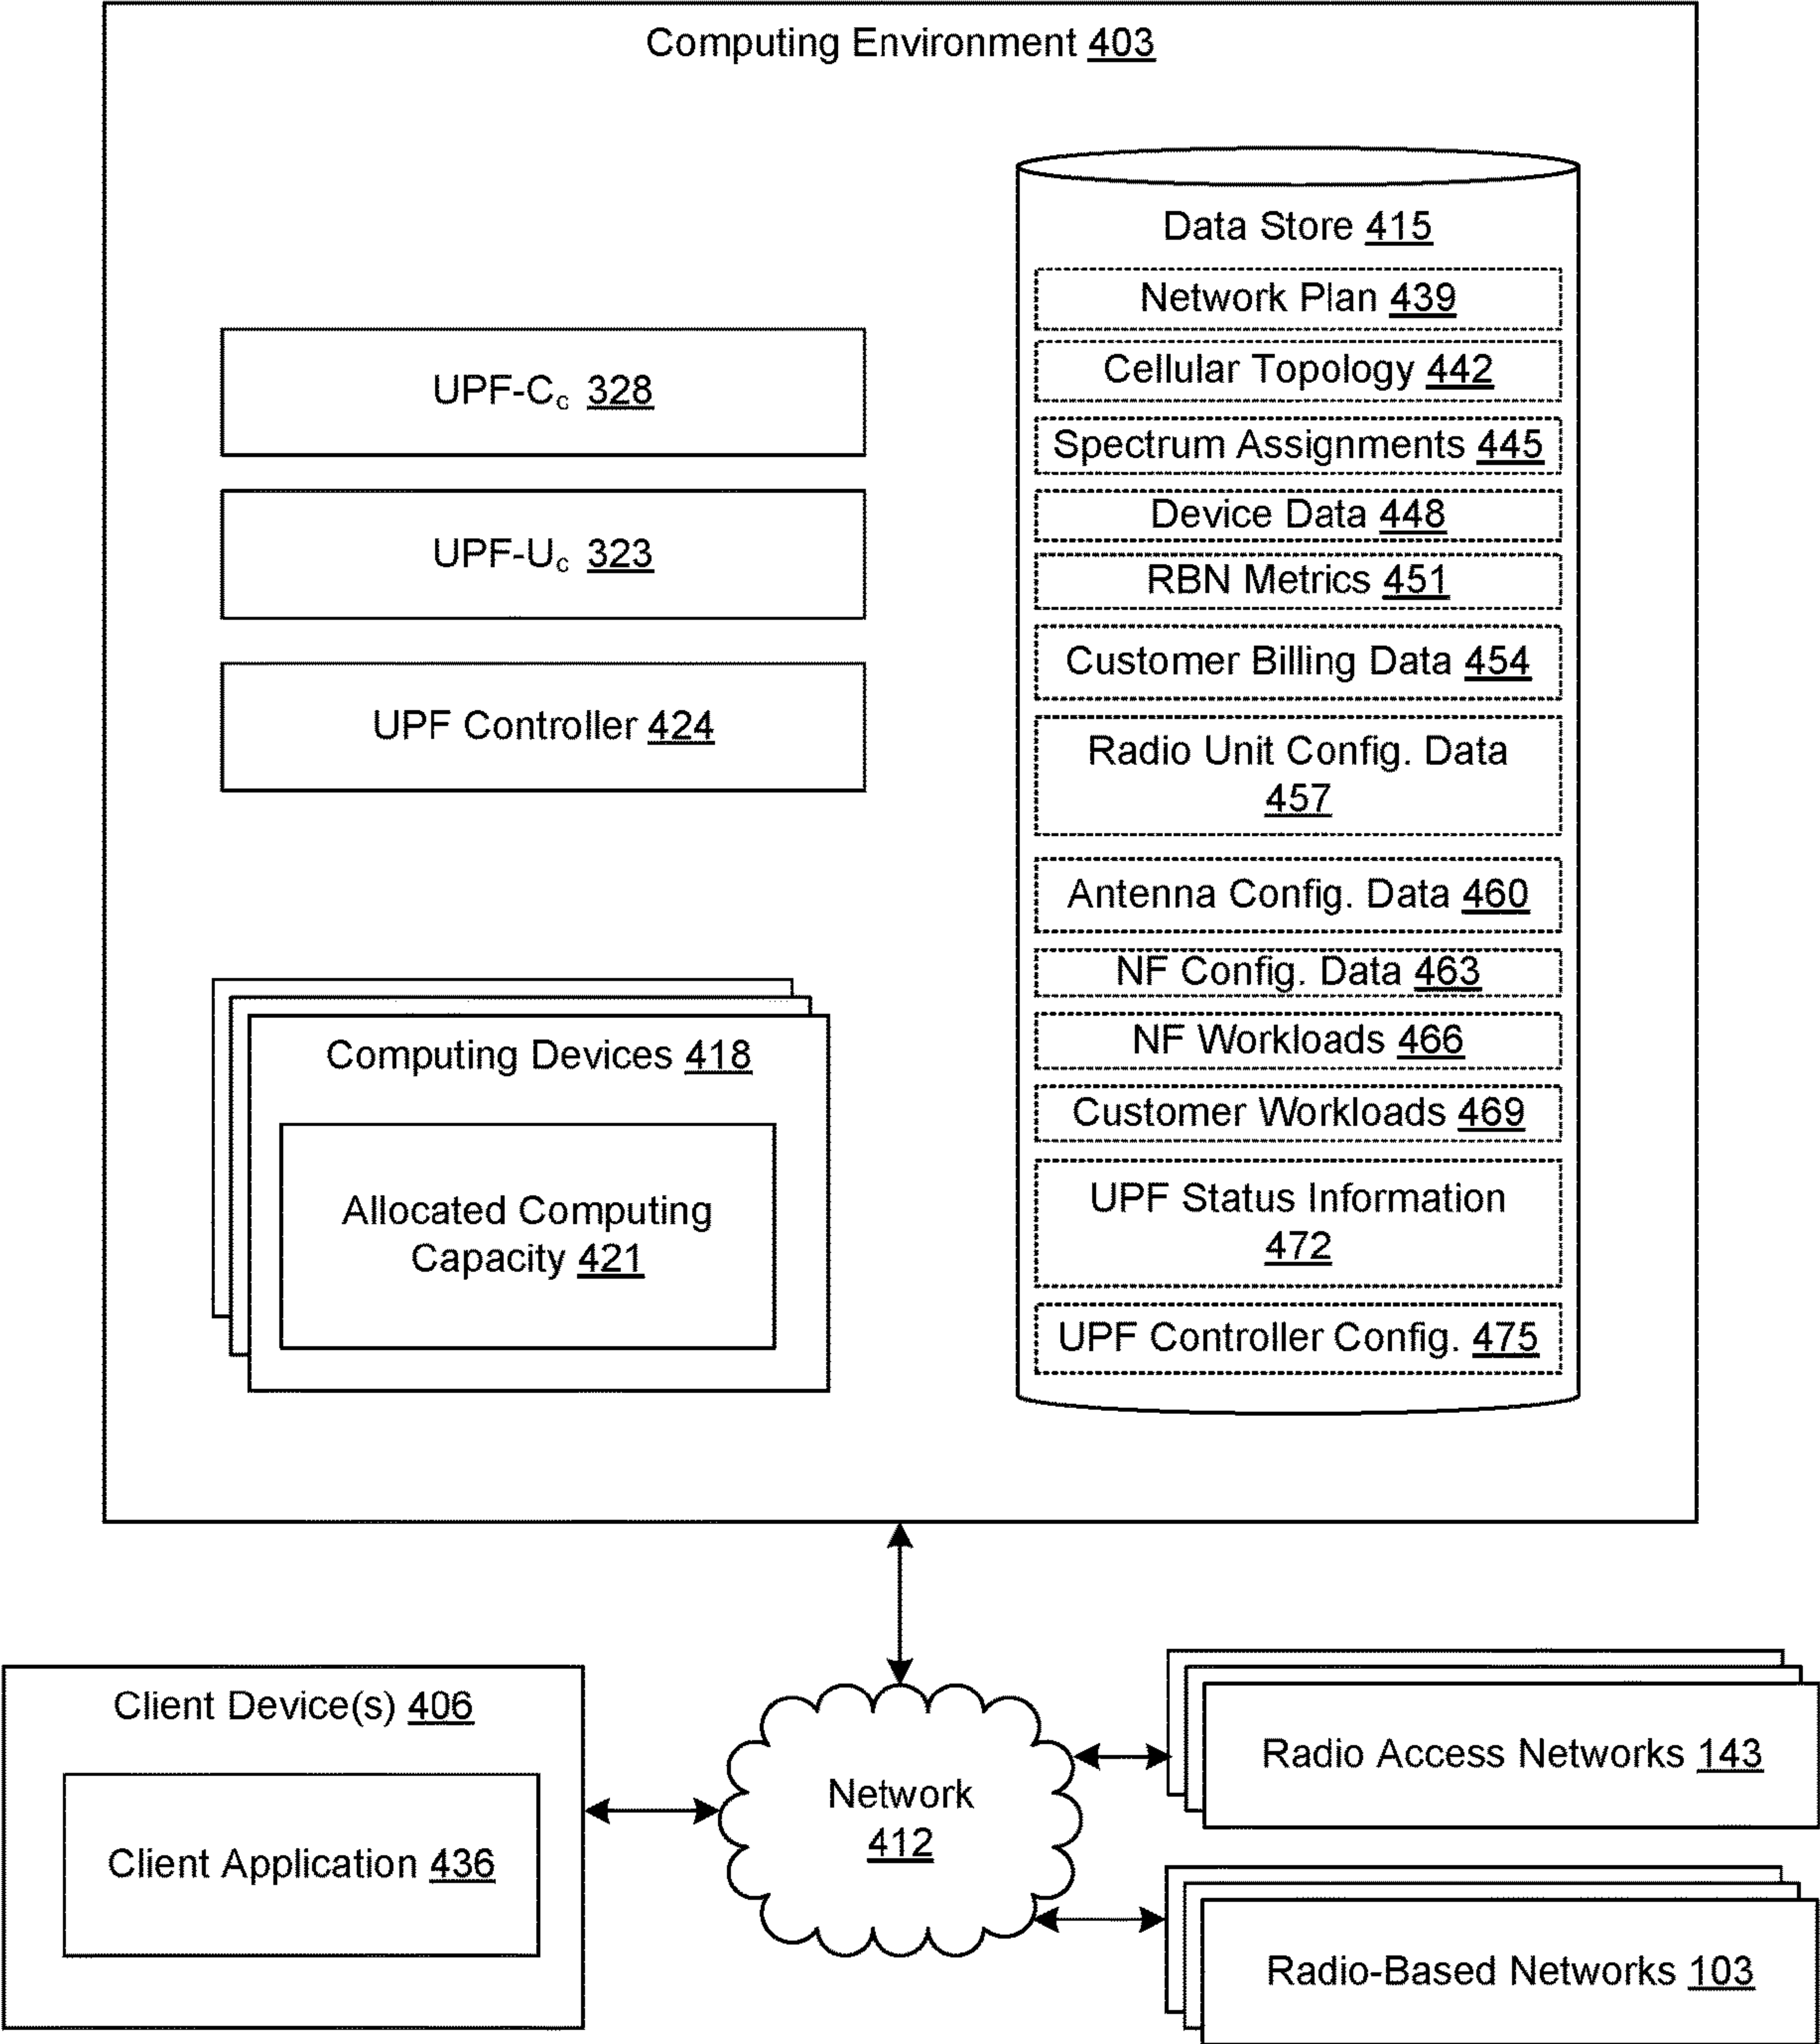 Computing Environment 403
UPF-Cc 328
UPF-Uc 323
UPF Controller 424
Computing Devices 418
Allocated Computing
Capacity 421
Data Store 415
Network Plan 439
Cellular Topology 442
Spectrum Assignments 445
Device Data 448
RBN Metrics 451
Customer Billing Data 454
Radio Unit Config. Data
457
Antenna Config. Data 460
NF Config. Data 463
NF Workloads 466
Customer Workloads 469
UPF Status Information
472
UPF Controller Config. 475
Client Device(s) 406
Client Application 436
Network
412
Radio Access Networks 143
Radio-Based Networks 103